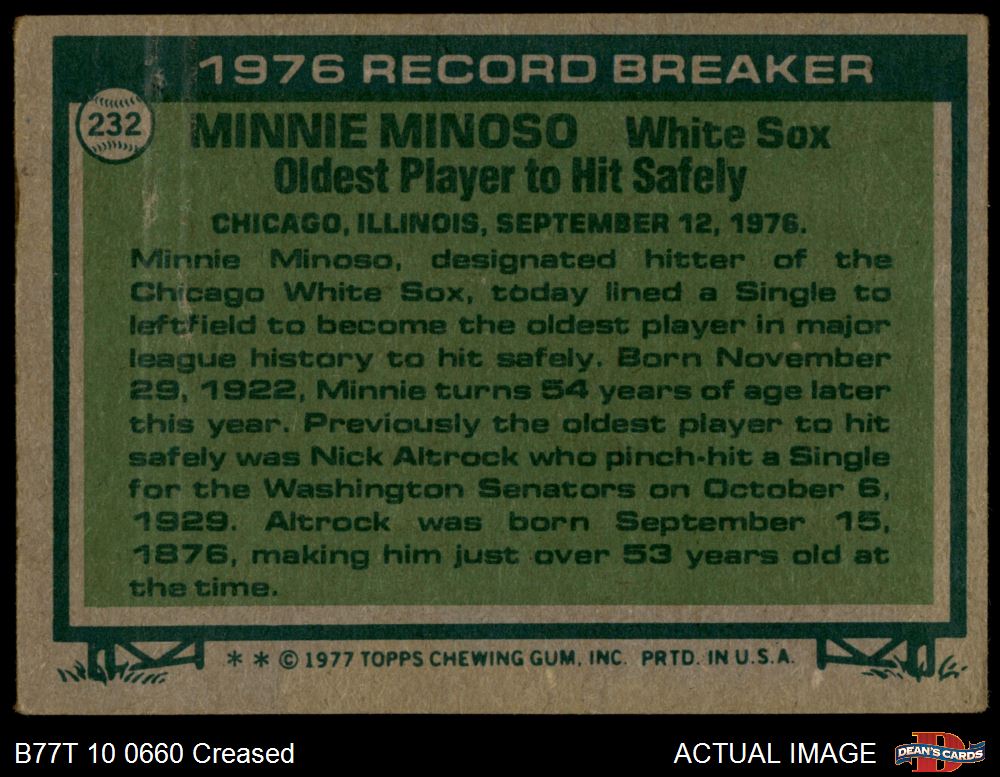 1976 RECORD BREAKER
232
MINNIE MINOSO White Sox
Oldest Player to Hit Safely
CHICAGO, ILLINOIS, SEPTEMBER 12, 1976.
Minnie Minoso, designated hitter of the
Chicago White Sox, today lined a Single to
leftfield to become the oldest player in major
league history to hit safely. Born November
29, 1922, Minnie turns 54 years of age later
this year. Previously the oldest player to hit
safely was Nick Altrock who pinch-hit a Single
for the Washington Senators on October 6,
1929. Altrock was born September 15,
1876, making him just over 53 years old at
the time.
* * © 1977 TOPPS CHEWING GUM, INC. PRTD. IN U.S.A.
B77T 10 0660 Creased
ACTUAL IMAGE
D
DEAN'S CARDS